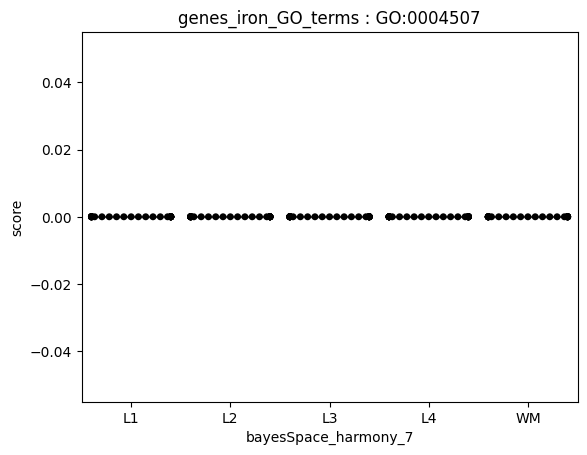 genes_iron_GO_terms : GO:0004507
score
0.04
0.02
0.00
−0.02
−0.04
L1 L2 L3 L4 WM
bayesSpace_harmony_7